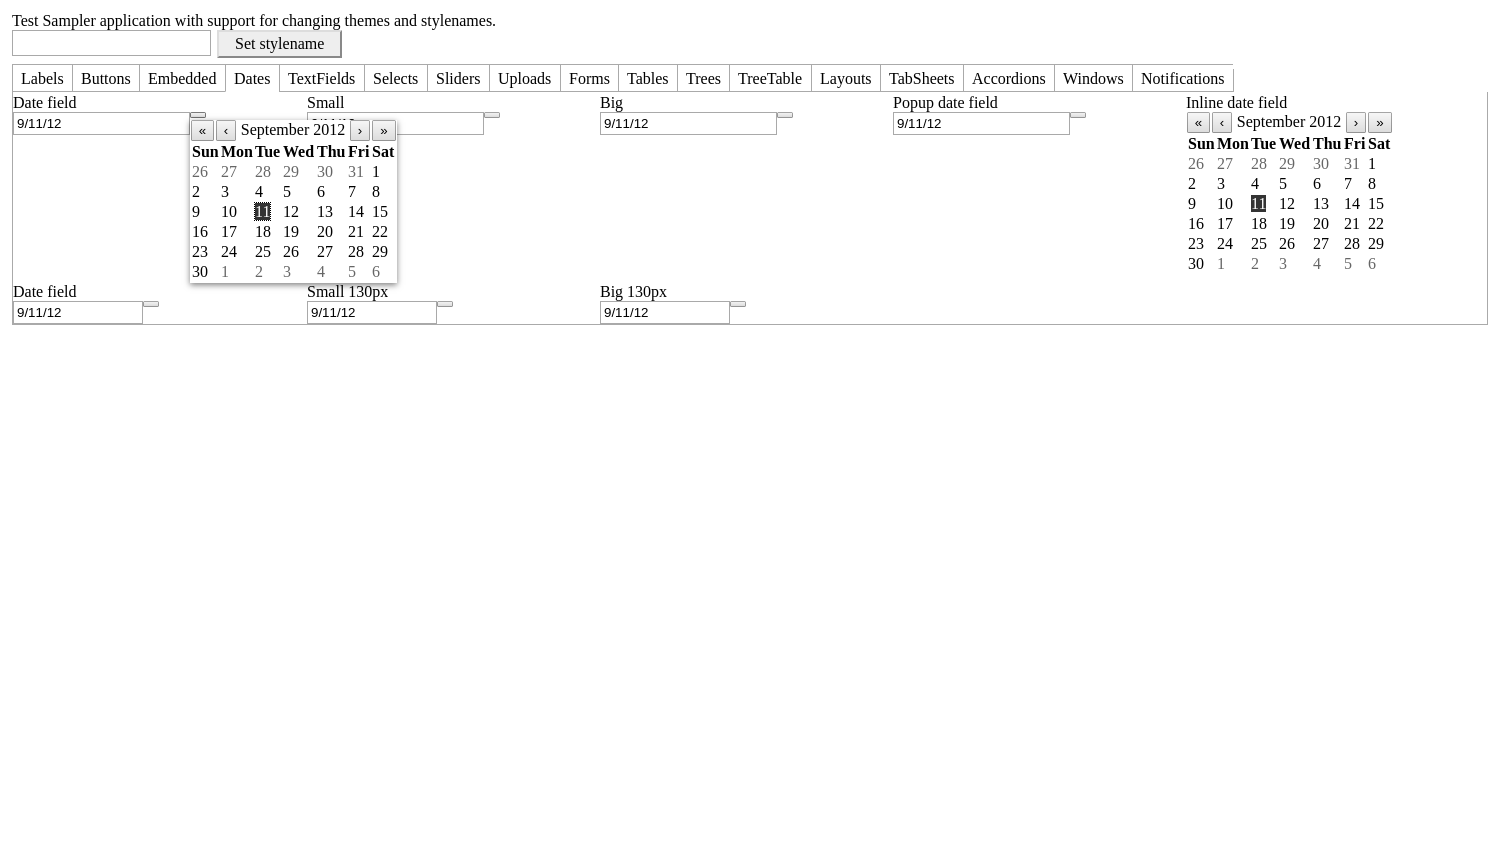 Test Sampler application with support for changing themes and stylenames.
Set stylename
Labels Buttons Embedded Dates TextFields Selects Sliders Uploads Forms Tables Trees TreeTable Layouts TabSheets Accordions Windows Notifications
Date field Small Big Popup date field Inline date field
9/11/12 9/11/12 9/11/12
« ‹ September 2012 › »
Sun Mon Tue Wed Thu Fri Sat
26 27 28 29 30 31 1
2 3 4 5 6 7 8
9 10 11 12 13 14 15
16 17 18 19 20 21 22
23 24 25 26 27 28 29
30 1 2 3 4 5 6
« ‹ September 2012 › »
Sun Mon Tue Wed Thu Fri Sat
26 27 28 29 30 31 1
2 3 4 5 6 7 8
9 10 11 12 13 14 15
16 17 18 19 20 21 22
23 24 25 26 27 28 29
30 1 2 3 4 5 6
Date field Small 130px Big 130px
9/11/12 9/11/12 9/11/12